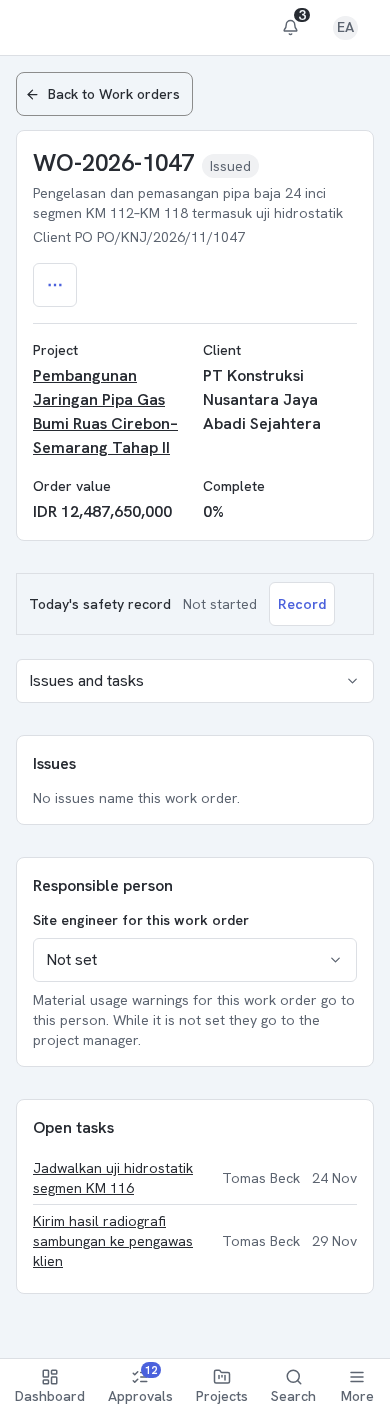 3
EA
Back to Work orders
WO-2026-1047 Issued
Pengelasan dan pemasangan pipa baja 24 inci
segmen KM 112–KM 118 termasuk uji hidrostatik
Client PO PO/KNJ/2026/11/1047
Project
Pembangunan
Jaringan Pipa Gas
Bumi Ruas Cirebon–
Semarang Tahap II
Client
PT Konstruksi
Nusantara Jaya
Abadi Sejahtera
Order value
IDR 12,487,650,000
Complete
0%
Today's safety record Not started Record
Issues and tasks
Issues
No issues name this work order.
Responsible person
Site engineer for this work order
Not set
Material usage warnings for this work order go to
this person. While it is not set they go to the
project manager.
Open tasks
Jadwalkan uji hidrostatik
segmen KM 116
Tomas Beck 24 Nov
Kirim hasil radiografi
sambungan ke pengawas
klien
Tomas Beck 29 Nov
12
Dashboard Approvals Projects Search More